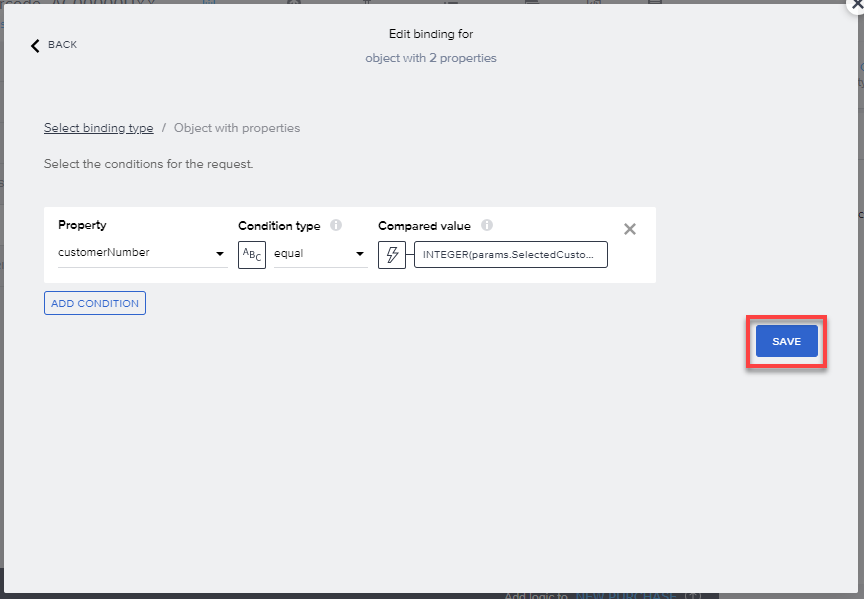 Edit binding for
BACK
object with 2 properties
Select binding type / Object with properties
Select the conditions for the request.
Property
Condition type
Compared value
customerNumber
ABC
equal
INTEGER(params.SelectedCusto...
ADD CONDITION
SAVE
Add logic to NEW PURCHASE (1)